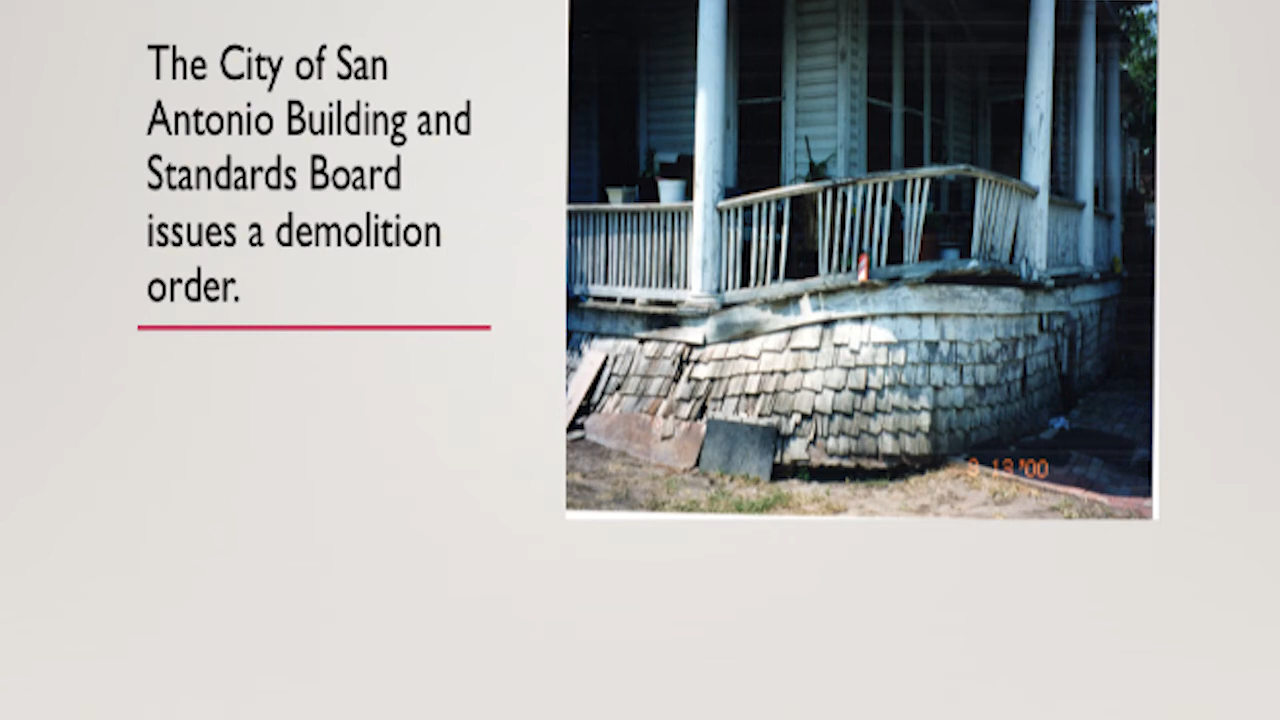 The City of San
Antonio Building and
Standards Board
issues a demolition
order.
9 13 '00